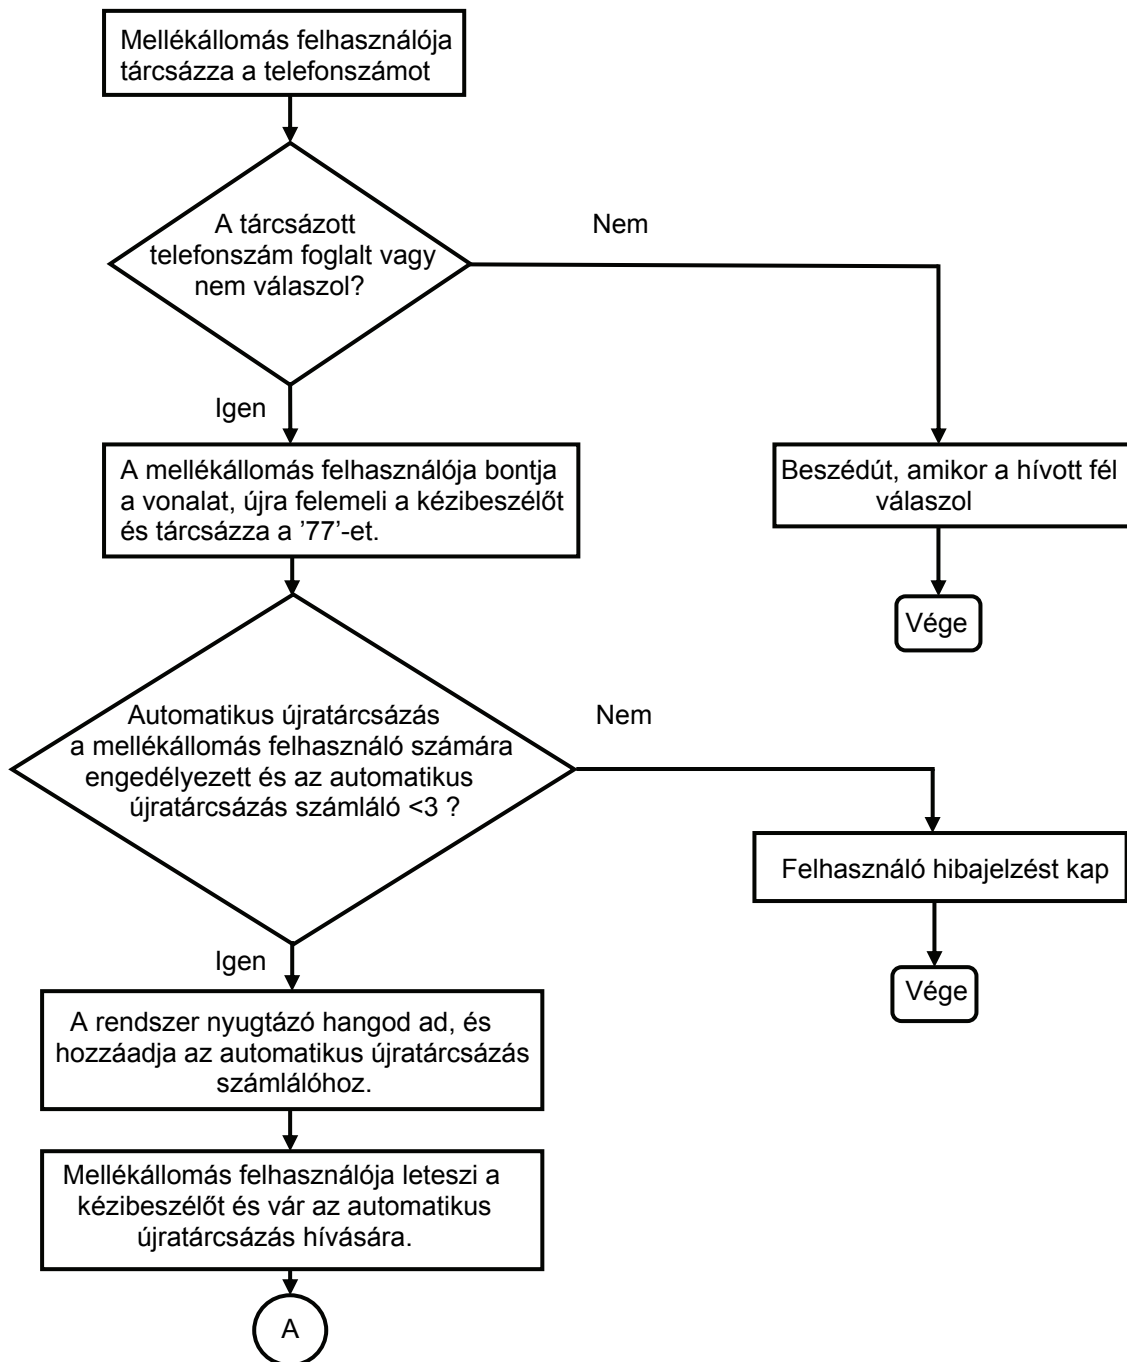 Mellékállomás felhasználója
tárcsázza a telefonszámot
A tárcsázott
telefonszám foglalt vagy
nem válaszol?
Nem
Igen
A mellékállomás felhasználója bontja
a vonalat, újra felemeli a kézibeszélőt
és tárcsázza a ’77’-et.
Beszédút, amikor a hívott fél
válaszol
Vége
Automatikus újratárcsázás
a mellékállomás felhasználó számára
engedélyezett és az automatikus
újratárcsázás számláló <3 ?
Nem
Felhasználó hibajelzést kap
Vége
Igen
A rendszer nyugtázó hangod ad, és
hozzáadja az automatikus újratárcsázás
számlálóhoz.
Mellékállomás felhasználója leteszi a
kézibeszélőt és vár az automatikus
újratárcsázás hívására.
A